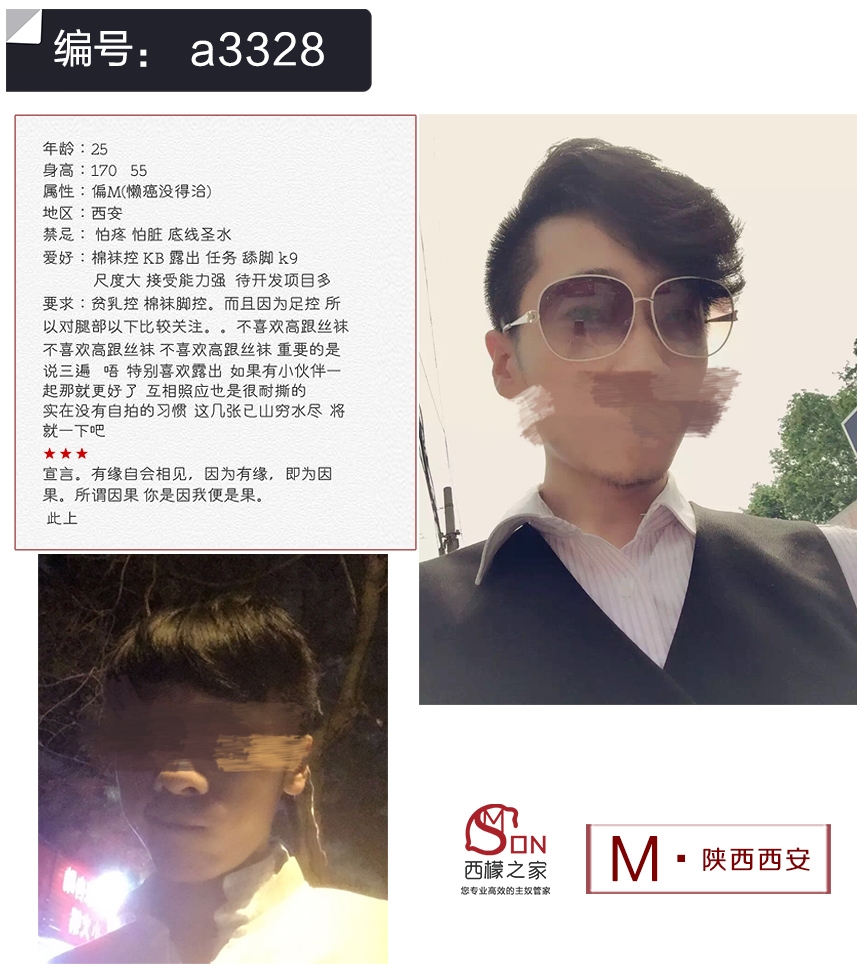 编号： a3328
年龄：25
身高：170 55
属性：偏M(懒癌没得治)
地区：西安
禁忌： 怕疼 怕脏 底线圣水
爱好：棉袜控 KB 露出 任务 舔脚 k9
尺度大 接受能力强 待开发项目多
要求：贫乳控 棉袜脚控。而且因为足控 所
以对腿部以下比较关注。。不喜欢高跟丝袜
不喜欢高跟丝袜 不喜欢高跟丝袜 重要的是
说三遍 唔 特别喜欢露出 如果有小伙伴一
起那就更好了 互相照应也是很耐撕的
实在没有自拍的习惯 这几张已山穷水尽 将
就一下吧
★★★
宣言。有缘自会相见，因为有缘，即为因
果。所谓因果 你是因我便是果。
此上
SMON
西檬之家
您专业高效的主奴管家
M·陕西西安